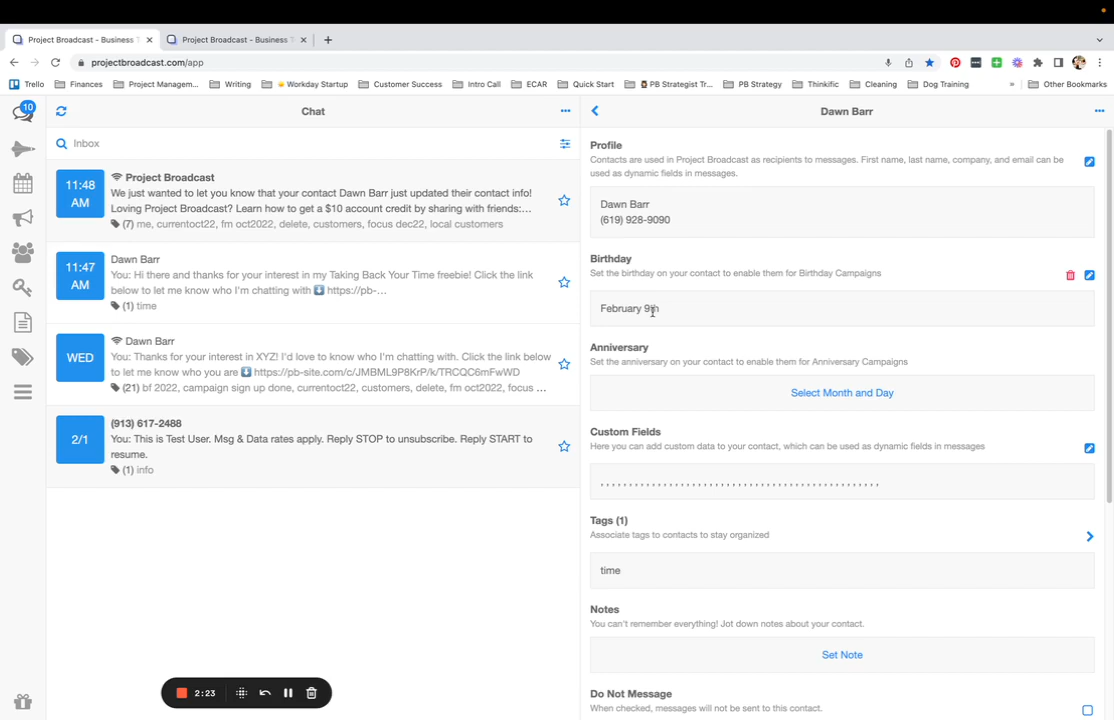 Project Broadcast - Business T
Project Broadcast - Business T
projectbroadcast.com/app
Trello
Finances
Project Managem...
Writing
Workday Startup
Customer Success
Intro Call
ECAR
Quick Start
PB Strategist Tr...
PB Strategy
Thinkific
Cleaning
Dog Training
»
Other Bookmarks
10
Chat
Inbox
11:48
AM
Project Broadcast
We just wanted to let you know that your contact Dawn Barr just updated their contact info!
Loving Project Broadcast? Learn how to get a $10 account credit by sharing with friends:...
(7) me, currentoct22, fm oct2022, delete, customers, focus dec22, local customers
11:47
AM
Dawn Barr
You: Hi there and thanks for your interest in my Taking Back Your Time freebie! Click the link
below to let me know who I'm chatting with ⬇️ https://pb-...
(1) time
WED
Dawn Barr
You: Thanks for your interest in XYZ! I'd love to know who I'm chatting with. Click the link below
to let me know who you are ⬇️ https://pb-site.com/c/JMBML9P8KrP/k/TRCQC6mFwWD
(21) bf 2022, campaign sign up done, currentoct22, customers, delete, fm oct2022, focus ...
2/1
(913) 617-2488
You: This is Test User. Msg & Data rates apply. Reply STOP to unsubscribe. Reply START to
resume.
(1) info
2:23
Dawn Barr
Profile
Contacts are used in Project Broadcast as recipients to messages. First name, last name, company, and email can be
used as dynamic fields in messages.
Dawn Barr
(619) 928-9090
Birthday
Set the birthday on your contact to enable them for Birthday Campaigns
February 9th
Anniversary
Set the anniversary on your contact to enable them for Anniversary Campaigns
Select Month and Day
Custom Fields
Here you can add custom data to your contact, which can be used as dynamic fields in messages
, , , , , , , , , , , , , , , , , , , , , , , , , , , , , , , , , , , , , , , , , , , , , , , ,
Tags (1)
Associate tags to contacts to stay organized
time
Notes
You can't remember everything! Jot down notes about your contact.
Set Note
Do Not Message
When checked, messages will not be sent to this contact.